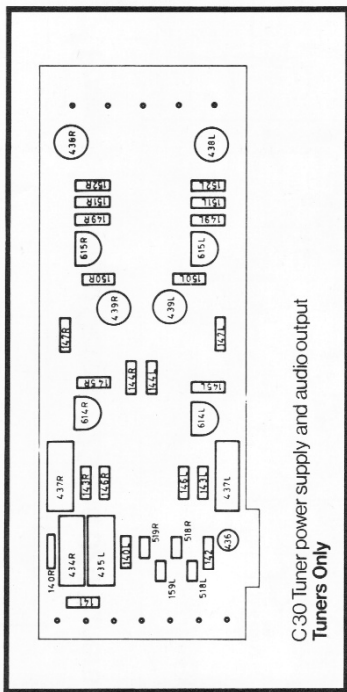 438R 438L
152R 152L
151R 151L
149R 149L
615R 615L
150R 150L
439R 439L
147R 147L
145R 144R 144L 145L
614R 614L
437R 143R 146R 146L 143L 437L
140R 434R 435L 140L 519R 518R 142 436
141 159L 518L
C30 Tuner power supply and audio output
Tuners Only